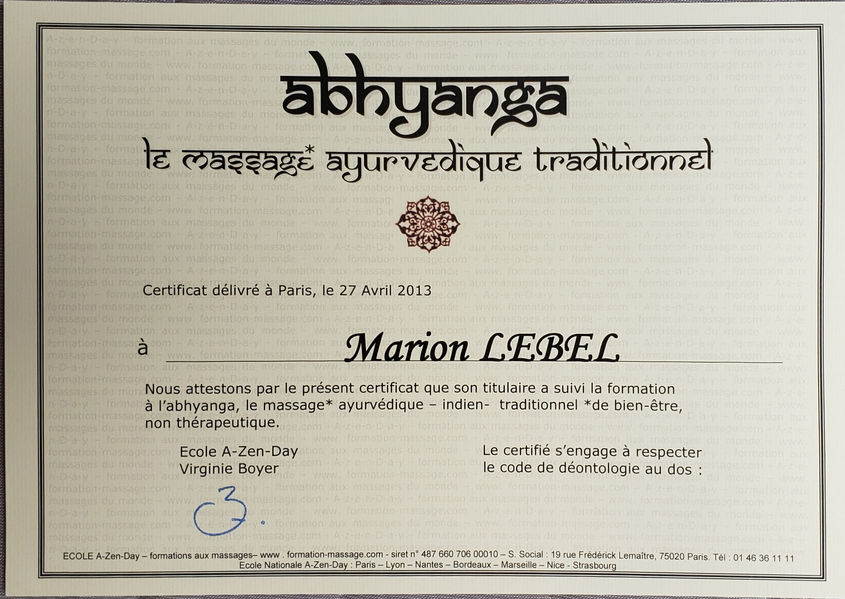 abhyanga
le massage* ayurvedique traditionnel
Certificat délivré à Paris, le 27 Avril 2013
à Marion LEBEL
Nous attestons par le présent certificat que son titulaire a suivi la formation
à l'abhyanga, le massage* ayurvédique – indien- traditionnel *de bien-être,
non thérapeutique.
Ecole A-Zen-Day
Virginie Boyer
Le certifié s'engage à respecter
le code de déontologie au dos :
ECOLE A-Zen-Day – formations aux massages– www . formation-massage.com - siret n° 487 660 706 00010 – S. Social : 19 rue Frédérick Lemaître, 75020 Paris. Tél : 01 46 36 11 11
Ecole Nationale A-Zen-Day : Paris – Lyon – Nantes – Bordeaux – Marseille – Nice - Strasbourg